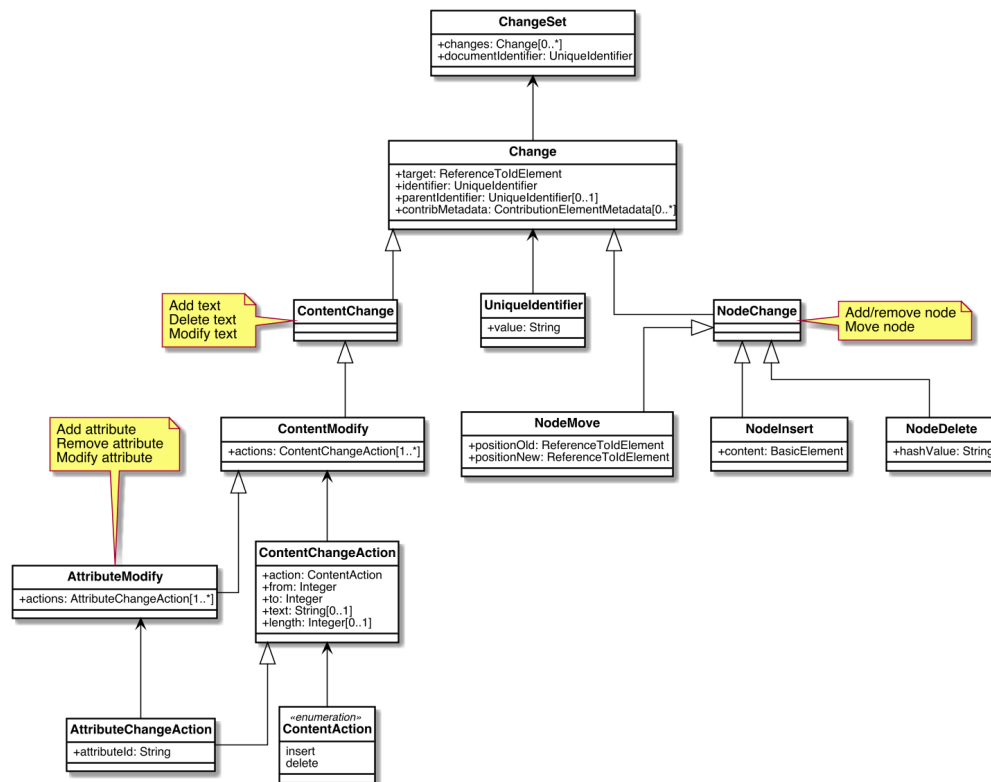 ChangeSet
+changes: Change[0..*]
+documentIdentifier: UniqueIdentifier
Change
+target: ReferenceToIdElement
+identifier: UniqueIdentifier
+parentIdentifier: UniqueIdentifier[0..1]
+contribMetadata: ContributionElementMetadata[0..*]
Add text
Delete text
Modify text
ContentChange
UniqueIdentifier
+value: String
NodeChange
Add/remove node
Move node
Add attribute
Remove attribute
Modify attribute
ContentModify
+actions: ContentChangeAction[1..*]
NodeMove
+positionOld: ReferenceToIdElement
+positionNew: ReferenceToIdElement
NodeInsert
+content: BasicElement
NodeDelete
+hashValue: String
AttributeModify
+actions: AttributeChangeAction[1..*]
ContentChangeAction
+action: ContentAction
+from: Integer
+to: Integer
+text: String[0..1]
+length: Integer[0..1]
AttributeChangeAction
+attributeId: String
«enumeration»
ContentAction
insert
delete